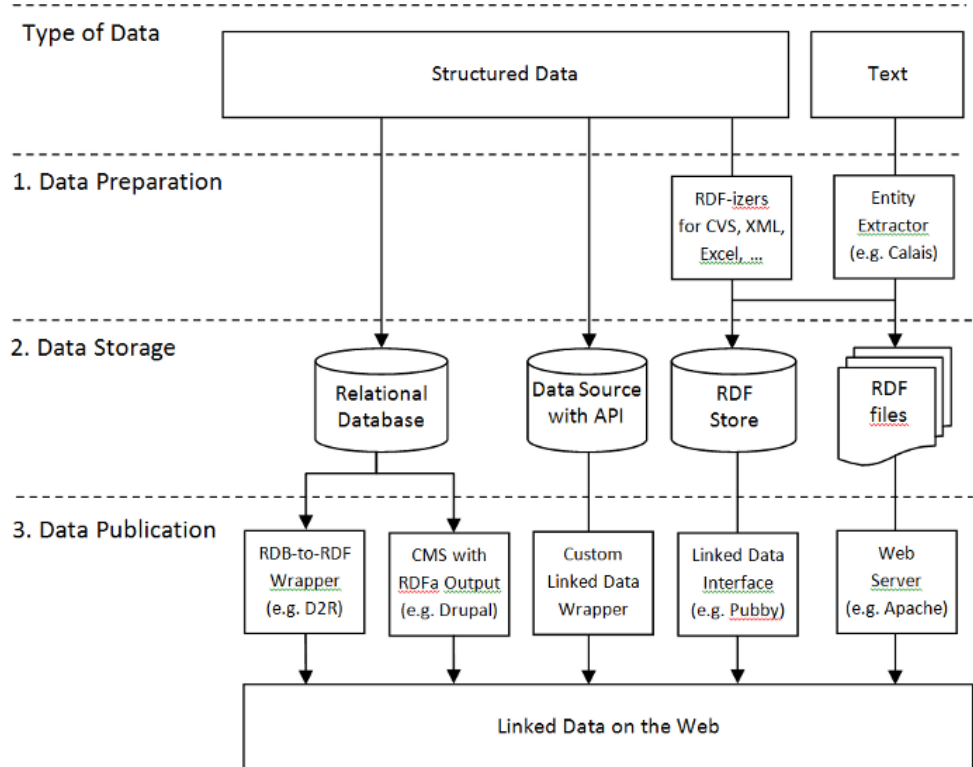 Type of Data
Structured Data
Text
1. Data Preparation
RDF-izers
for CVS, XML,
Excel, ...
Entity
Extractor
(e.g. Calais)
2. Data Storage
Relational
Database
Data Source
with API
RDF
Store
RDF
files
3. Data Publication
RDB-to-RDF
Wrapper
(e.g. D2R)
CMS with
RDFa Output
(e.g. Drupal)
Custom
Linked Data
Wrapper
Linked Data
Interface
(e.g. Pubby)
Web
Server
(e.g. Apache)
Linked Data on the Web